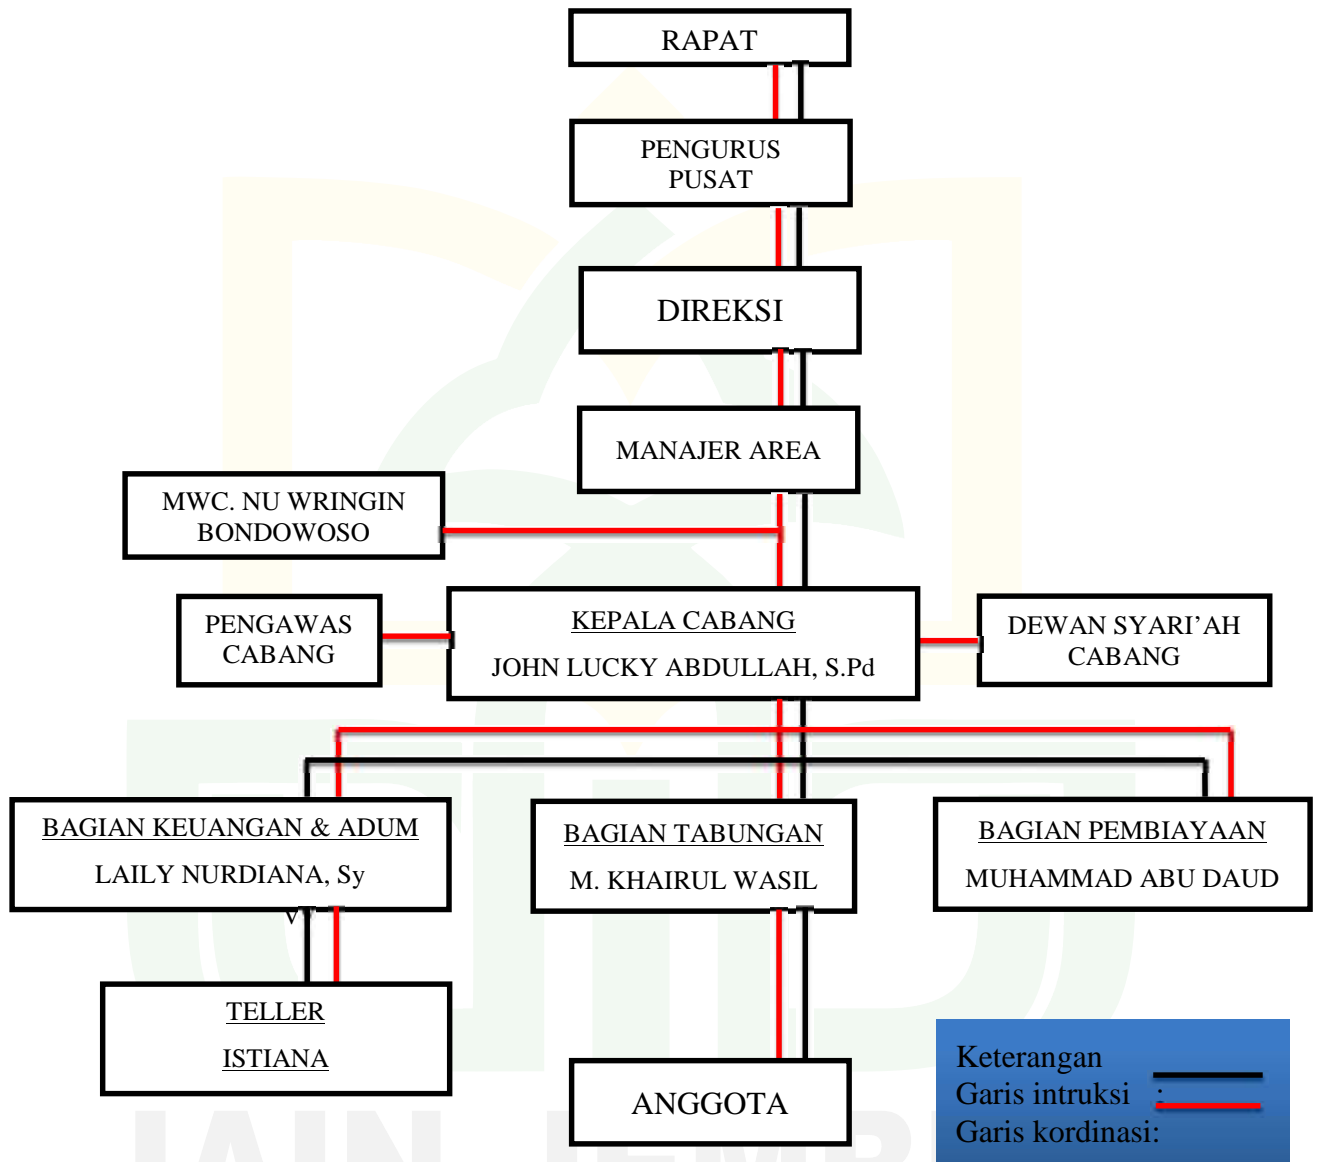 RAPAT
PENGURUS
PUSAT
DIREKSI
MANAJER AREA
MWC. NU WRINGIN
BONDOWOSO
PENGAWAS
CABANG
KEPALA CABANG
JOHN LUCKY ABDULLAH, S.Pd
DEWAN SYARI’AH
CABANG
BAGIAN KEUANGAN & ADUM
LAILY NURDIANA, Sy
BAGIAN TABUNGAN
M. KHAIRUL WASIL
BAGIAN PEMBIAYAAN
MUHAMMAD ABU DAUD
TELLER
ISTIANA
ANGGOTA
Keterangan
Garis intruksi :
Garis kordinasi:
IAIN JEMBER